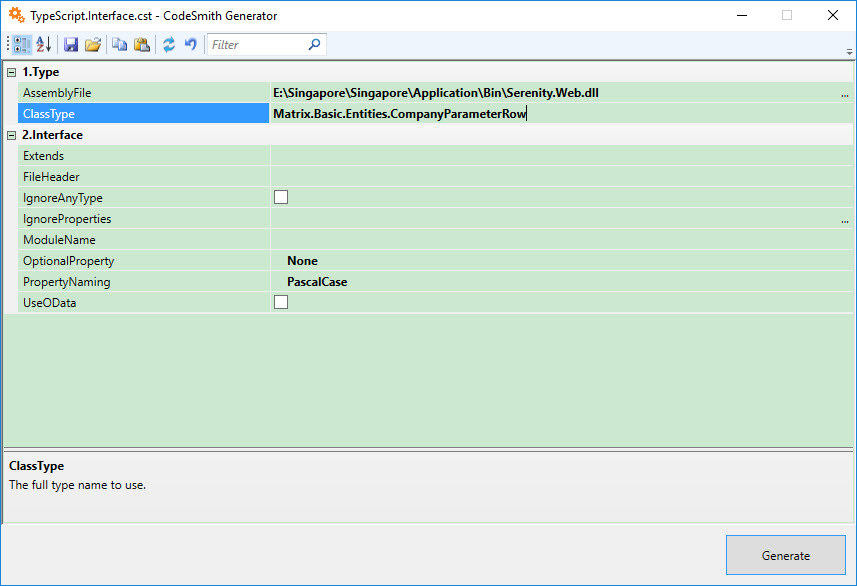 TypeScript.Interface.cst - CodeSmith Generator
Filter
1.Type
AssemblyFile E:\Singapore\Singapore\Application\Bin\Serenity.Web.dll ...
ClassType Matrix.Basic.Entities.CompanyParameterRow
2.Interface
Extends
FileHeader
IgnoreAnyType
IgnoreProperties ...
ModuleName
OptionalProperty None
PropertyNaming PascalCase
UseOData
ClassType
The full type name to use.
Generate